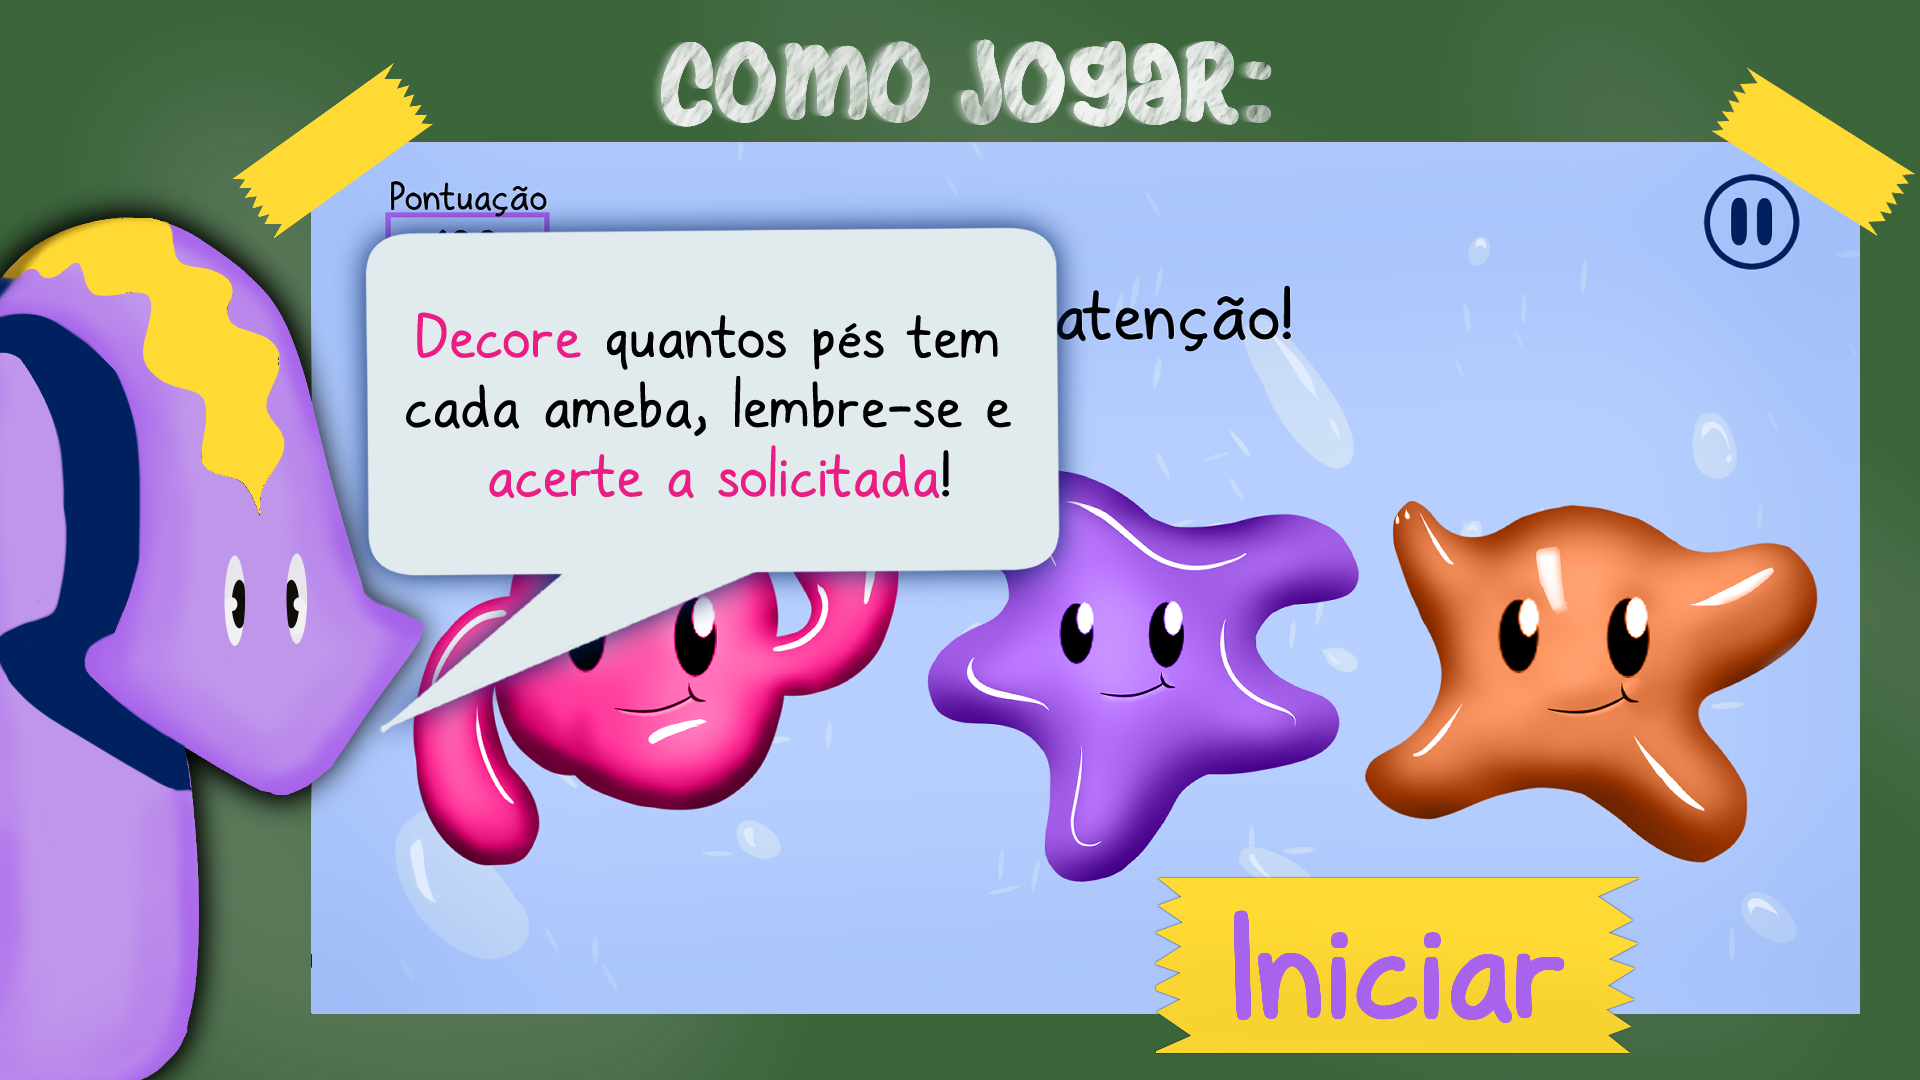 COMO JOGAR:
Pontuação
atenção!
Decore quantos pés tem
cada ameba, lembre-se e
acerte a solicitada!
Iniciar